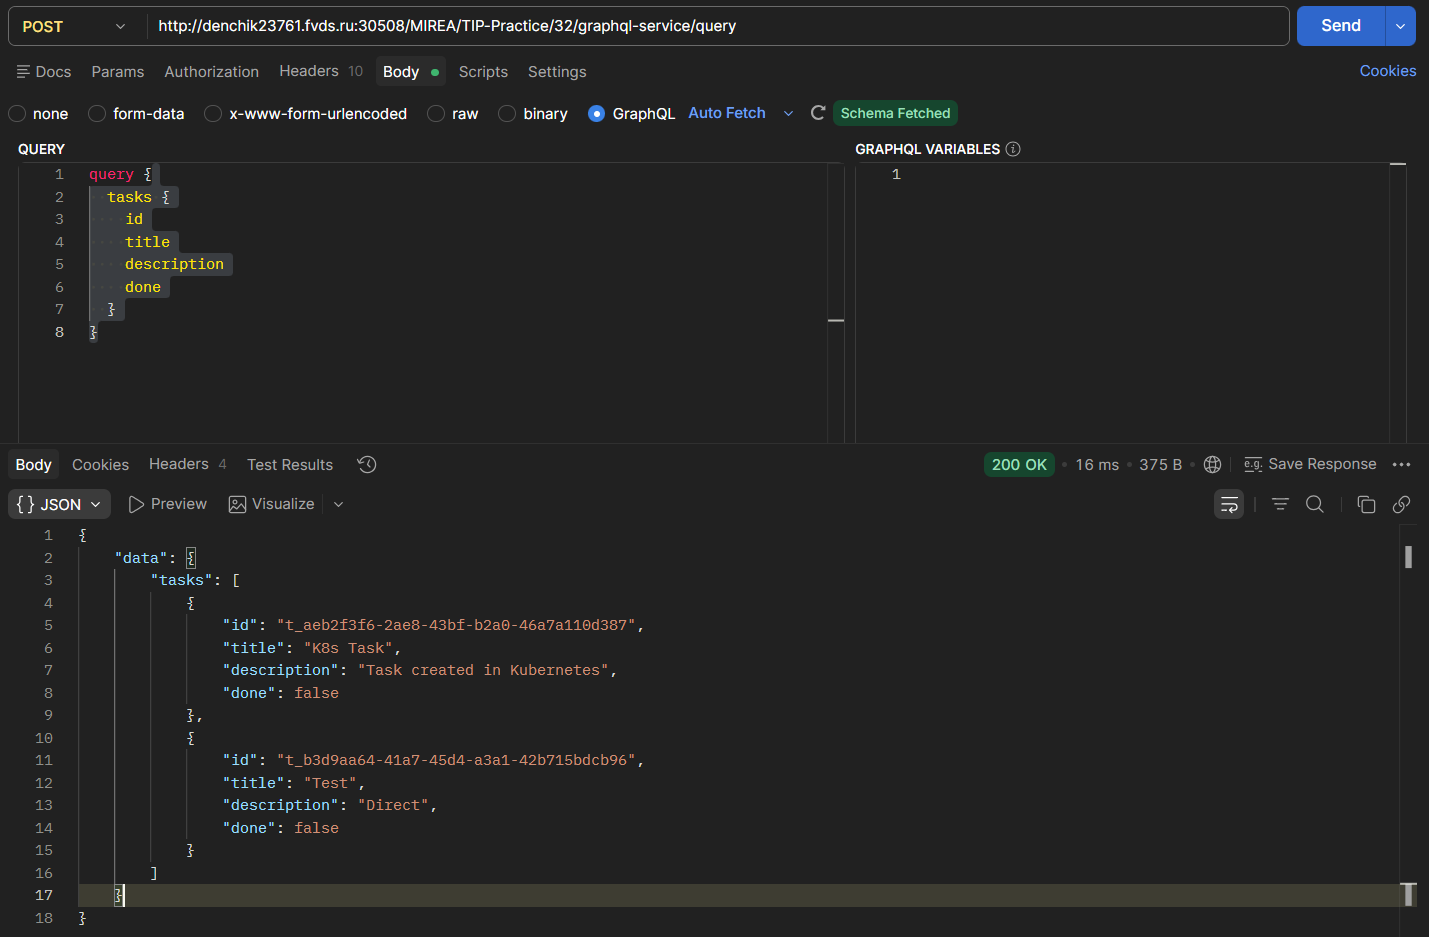 POST http://denchik23761.fvds.ru:30508/MIREA/TIP-Practice/32/graphql-service/query Send
Docs Params Authorization Headers 10 Body Scripts Settings Cookies
none form-data x-www-form-urlencoded raw binary GraphQL Auto Fetch Schema Fetched
QUERY
1 query {
2 tasks {
3 id
4 title
5 description
6 done
7 }
8 }
GRAPHQL VARIABLES
1
Body Cookies Headers 4 Test Results 200 OK • 16 ms • 375 B • e.g. Save Response
{} JSON Preview Visualize
1 {
2 "data": {
3 "tasks": [
4 {
5 "id": "t_aeb2f3f6-2ae8-43bf-b2a0-46a7a110d387",
6 "title": "K8s Task",
7 "description": "Task created in Kubernetes",
8 "done": false
9 },
10 {
11 "id": "t_b3d9aa64-41a7-45d4-a3a1-42b715bdcb96",
12 "title": "Test",
13 "description": "Direct",
14 "done": false
15 }
16 ]
17 }
18 }